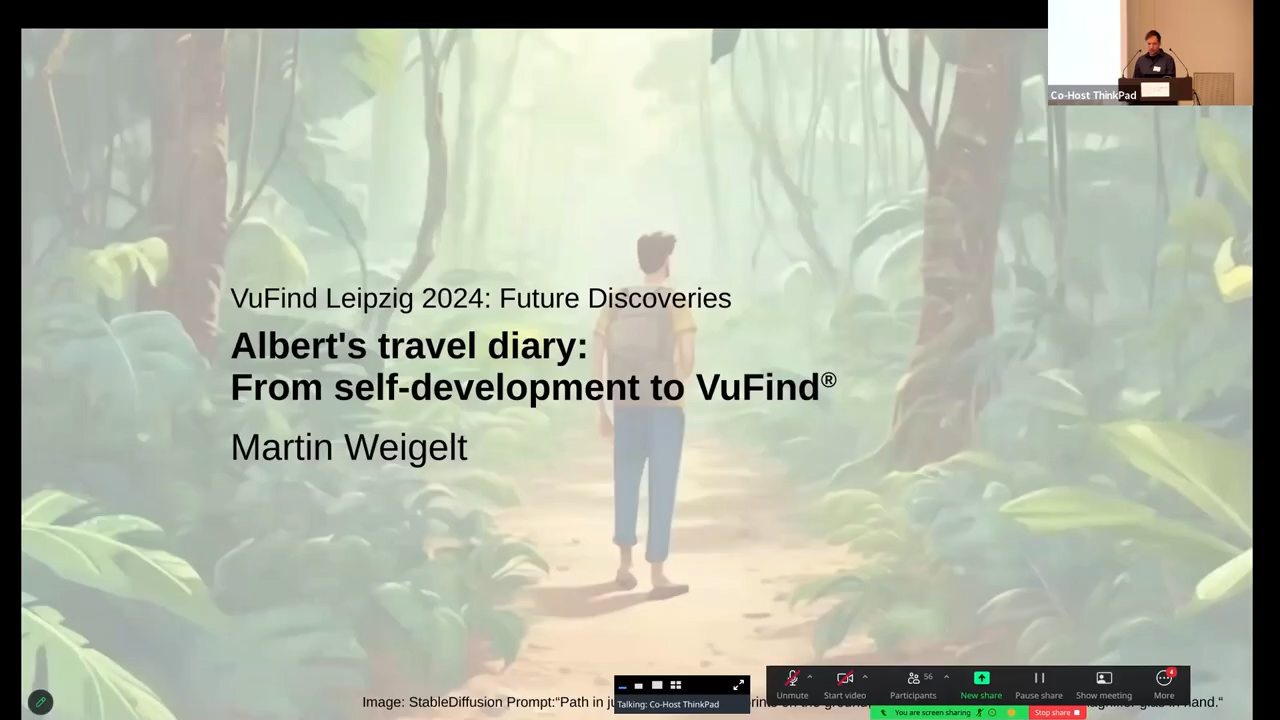 Co-Host ThinkPad
VuFind Leipzig 2024: Future Discoveries
Albert's travel diary:
From self-development to VuFind®
Martin Weigelt
Image: StableDiffusion Prompt:“Path in
hand.“
Talking: Co-Host ThinkPad
Unmute
Start video
Participants
56
New share
Pause share
Show meeting
More
4
You are screen sharing
Stop share